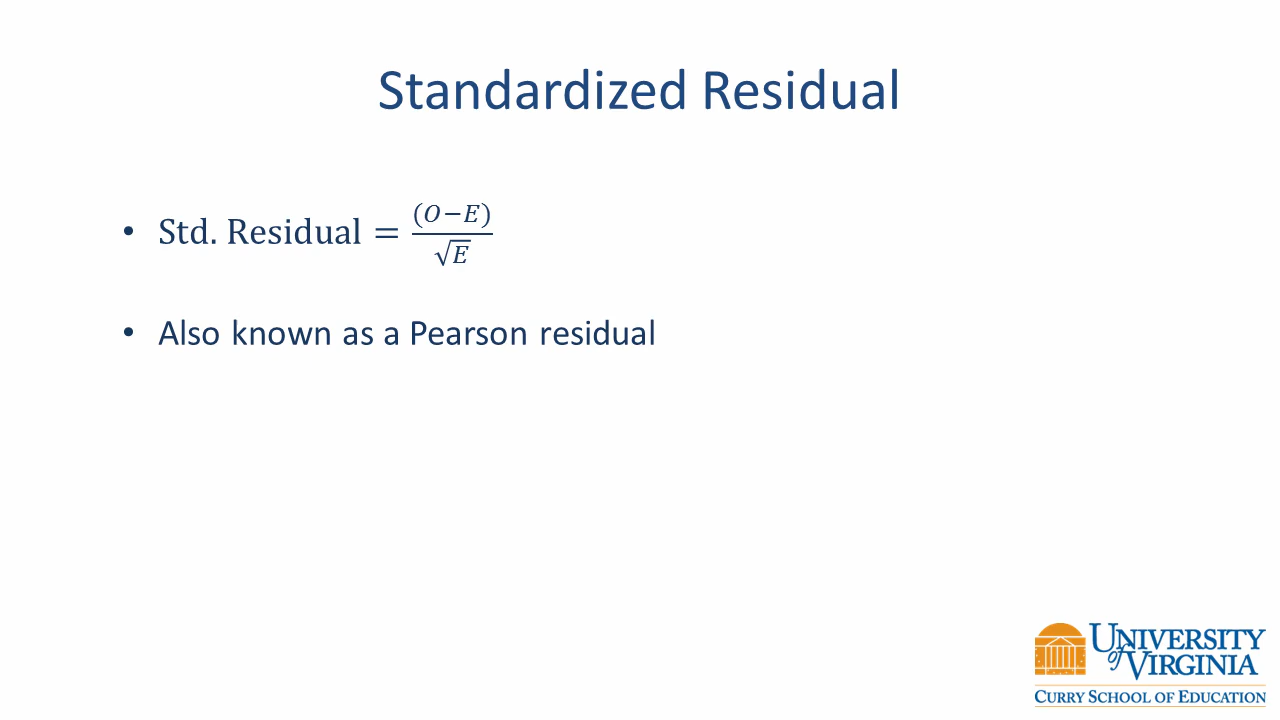 Standardized Residual
• Std. Residual = (O−E)/√E
• Also known as a Pearson residual
UNIVERSITY
of VIRGINIA
CURRY SCHOOL OF EDUCATION